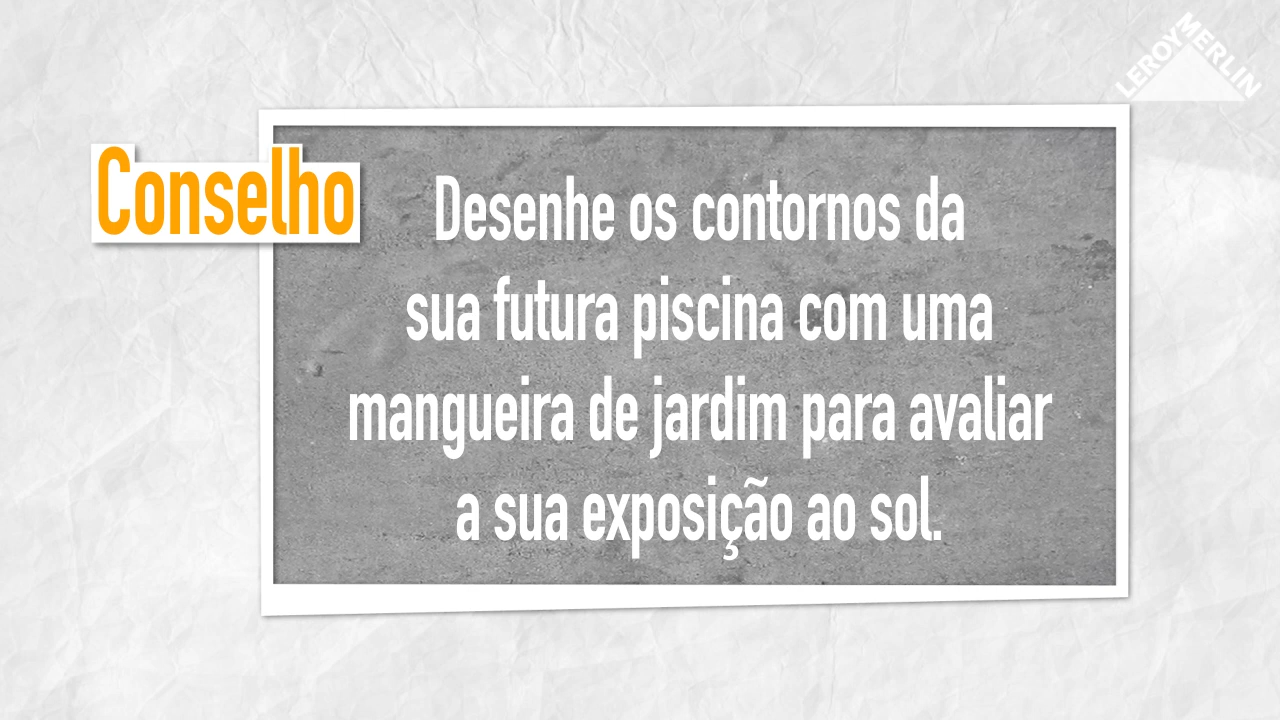 LEROY MERLIN
Conselho
Desenhe os contornos da
sua futura piscina com uma
mangueira de jardim para avaliar
a sua exposição ao sol.